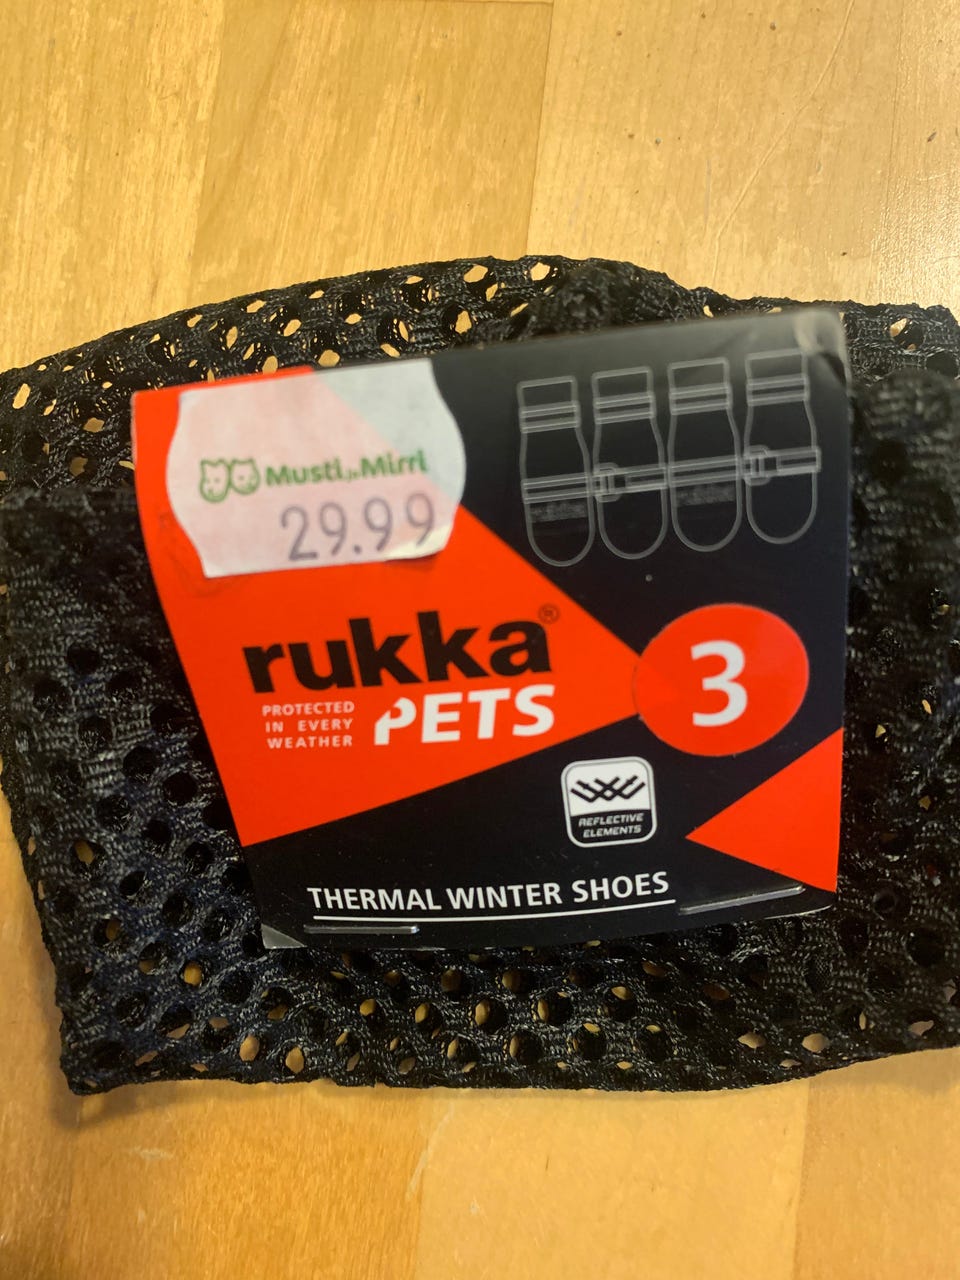 Musti ja Mirri
29.99
rukka®
PROTECTED
IN EVERY
WEATHER
PETS
3
REFLECTIVE
ELEMENTS
THERMAL WINTER SHOES